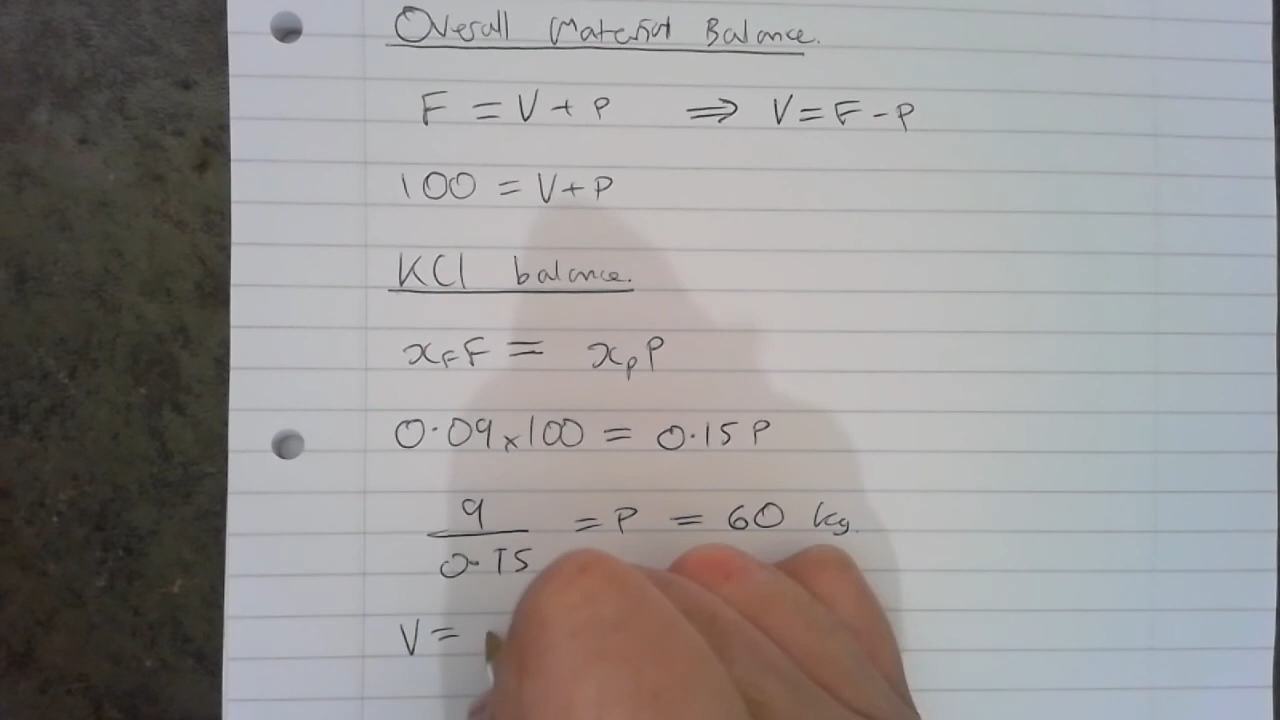 Overall Material Balance.
F = V + P ⇒ V = F - P
100 = V + P
KCl balance.
x_F F = x_P P
0.09 × 100 = 0.15 P
9/0.15 = P = 60 kg.
V =